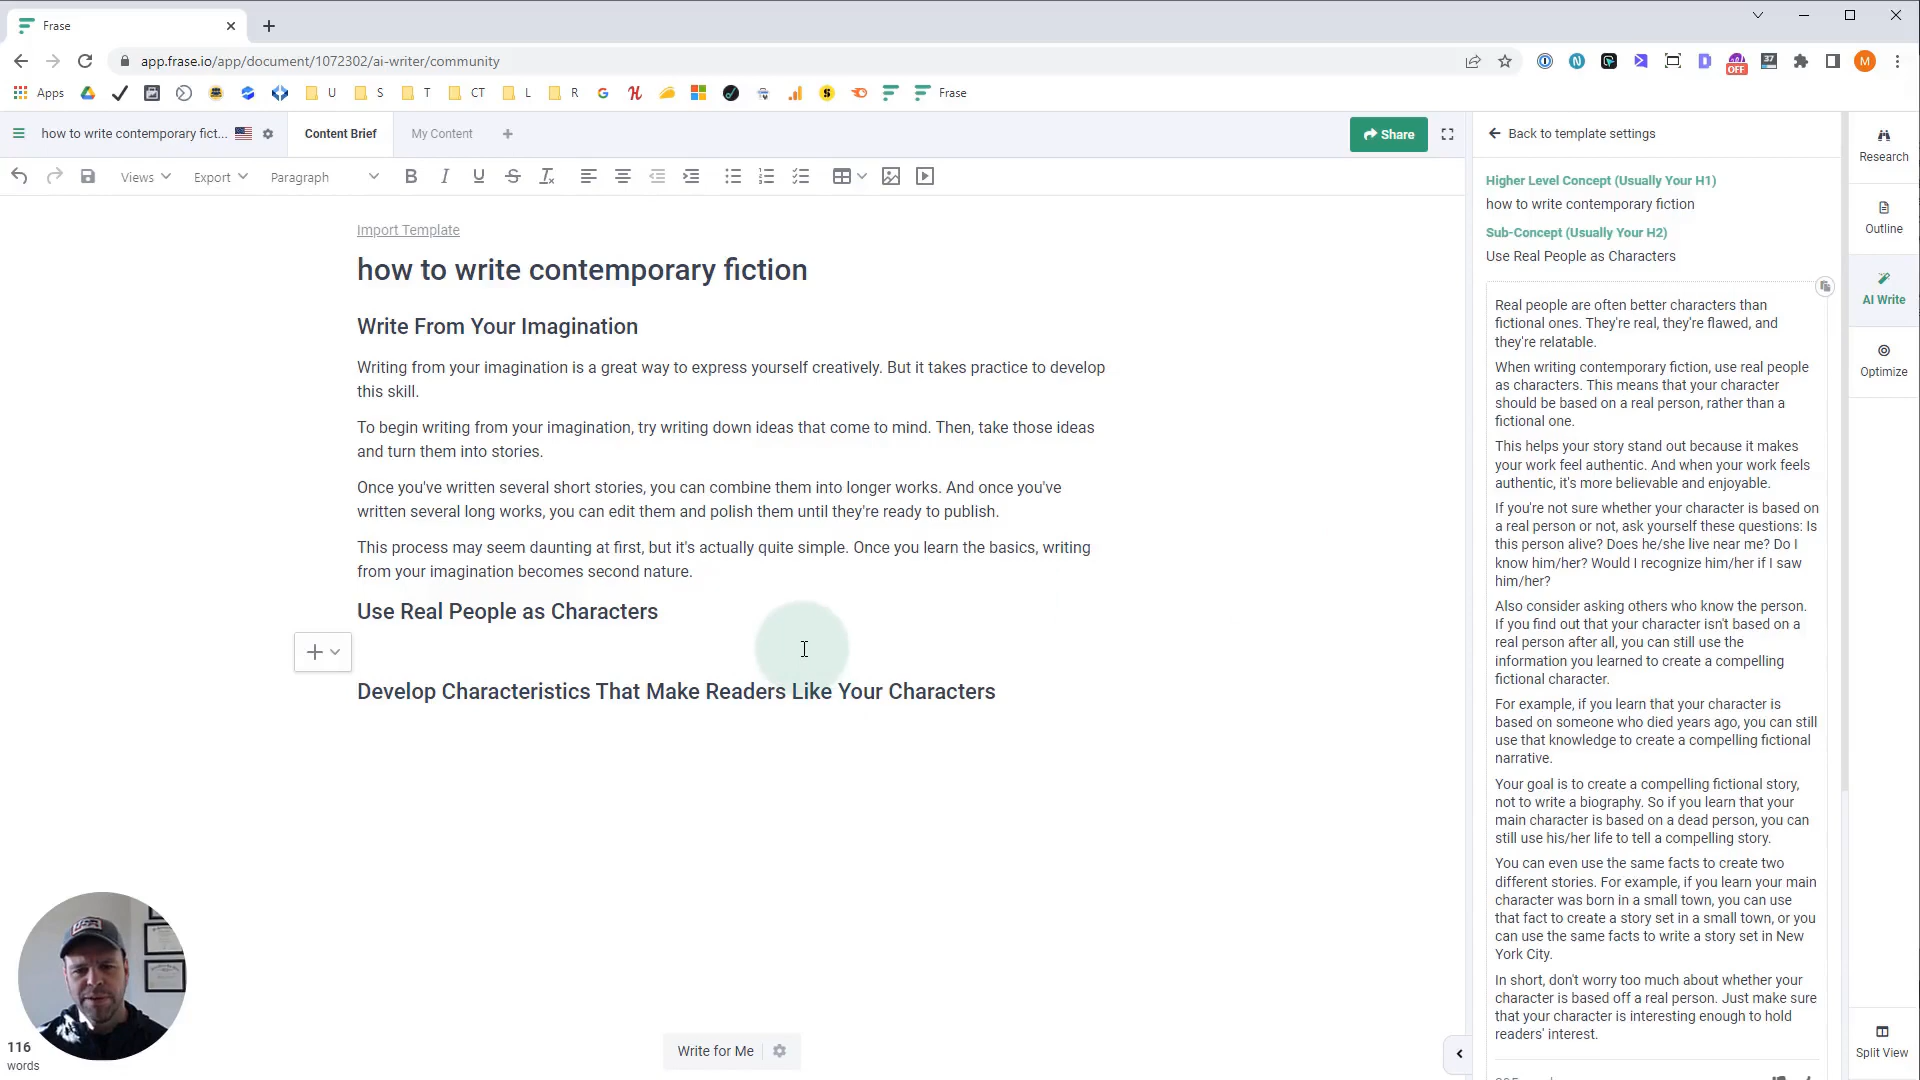 Frase
app.frase.io/app/document/1072302/ai-writer/community
OFF
37
M
Apps
U
S
T
CT
L
R
Frase
how to write contemporary fict...
Content Brief
My Content
Share
Back to template settings
Research
Views
Export
Paragraph
Higher Level Concept (Usually Your H1)
how to write contemporary fiction
Sub-Concept (Usually Your H2)
Use Real People as Characters
Outline
AI Write
Optimize
Import Template
how to write contemporary fiction
Write From Your Imagination
Writing from your imagination is a great way to express yourself creatively. But it takes practice to develop
this skill.
To begin writing from your imagination, try writing down ideas that come to mind. Then, take those ideas
and turn them into stories.
Once you've written several short stories, you can combine them into longer works. And once you've
written several long works, you can edit them and polish them until they're ready to publish.
This process may seem daunting at first, but it's actually quite simple. Once you learn the basics, writing
from your imagination becomes second nature.
Use Real People as Characters
Develop Characteristics That Make Readers Like Your Characters
Real people are often better characters than
fictional ones. They're real, they're flawed, and
they're relatable.
When writing contemporary fiction, use real people
as characters. This means that your character
should be based on a real person, rather than a
fictional one.
This helps your story stand out because it makes
your work feel authentic. And when your work feels
authentic, it's more believable and enjoyable.
If you're not sure whether your character is based on
a real person or not, ask yourself these questions: Is
this person alive? Does he/she live near me? Do I
know him/her? Would I recognize him/her if I saw
him/her?
Also consider asking others who know the person.
If you find out that your character isn't based on a
real person after all, you can still use the
information you learned to create a compelling
fictional character.
For example, if you learn that your character is
based on someone who died years ago, you can still
use that knowledge to create a compelling fictional
narrative.
Your goal is to create a compelling fictional story,
not to write a biography. So if you learn that your
main character is based on a dead person, you can
still use his/her life to tell a compelling story.
You can even use the same facts to create two
different stories. For example, if you learn your main
character was born in a small town, you can use
that fact to create a story set in a small town, or you
can use the same facts to write a story set in New
York City.
In short, don't worry too much about whether your
character is based off a real person. Just make sure
that your character is interesting enough to hold
readers' interest.
116
words
Write for Me
Split View